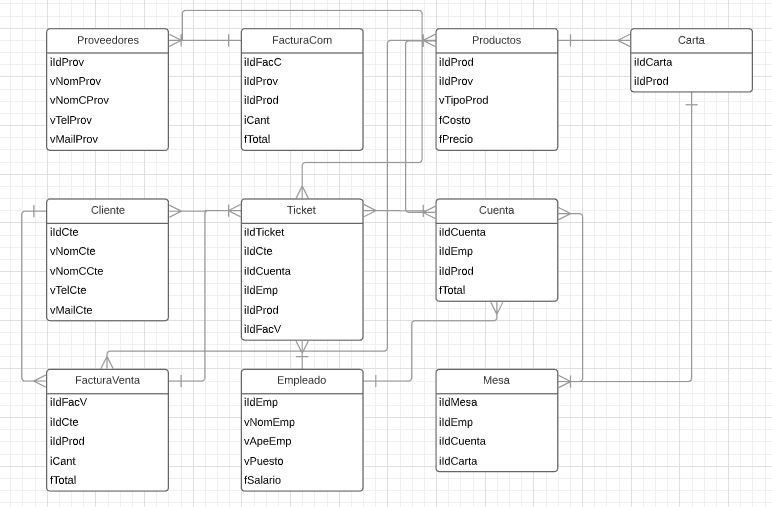 Proveedores
iIdProv
vNomProv
vNomCProv
vTelProv
vMailProv
FacturaCom
iIdFacC
iIdProv
iIdProd
iCant
fTotal
Productos
iIdProd
iIdProv
vTipoProd
fCosto
fPrecio
Carta
iIdCarta
iIdProd
Cliente
iIdCte
vNomCte
vNomCCte
vTelCte
vMailCte
Ticket
iIdTicket
iIdCte
iIdCuenta
iIdEmp
iIdProd
iIdFacV
Cuenta
iIdCuenta
iIdEmp
iIdProd
fTotal
FacturaVenta
iIdFacV
iIdCte
iIdProd
iCant
fTotal
Empleado
iIdEmp
vNomEmp
vApeEmp
vPuesto
fSalario
Mesa
iIdMesa
iIdEmp
iIdCuenta
iIdCarta